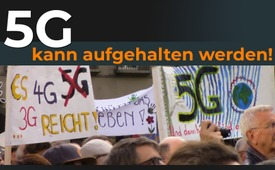 5G
kann aufgehalten werden!
ES 4G 5G
3G REICHT!
EBEN!
5G